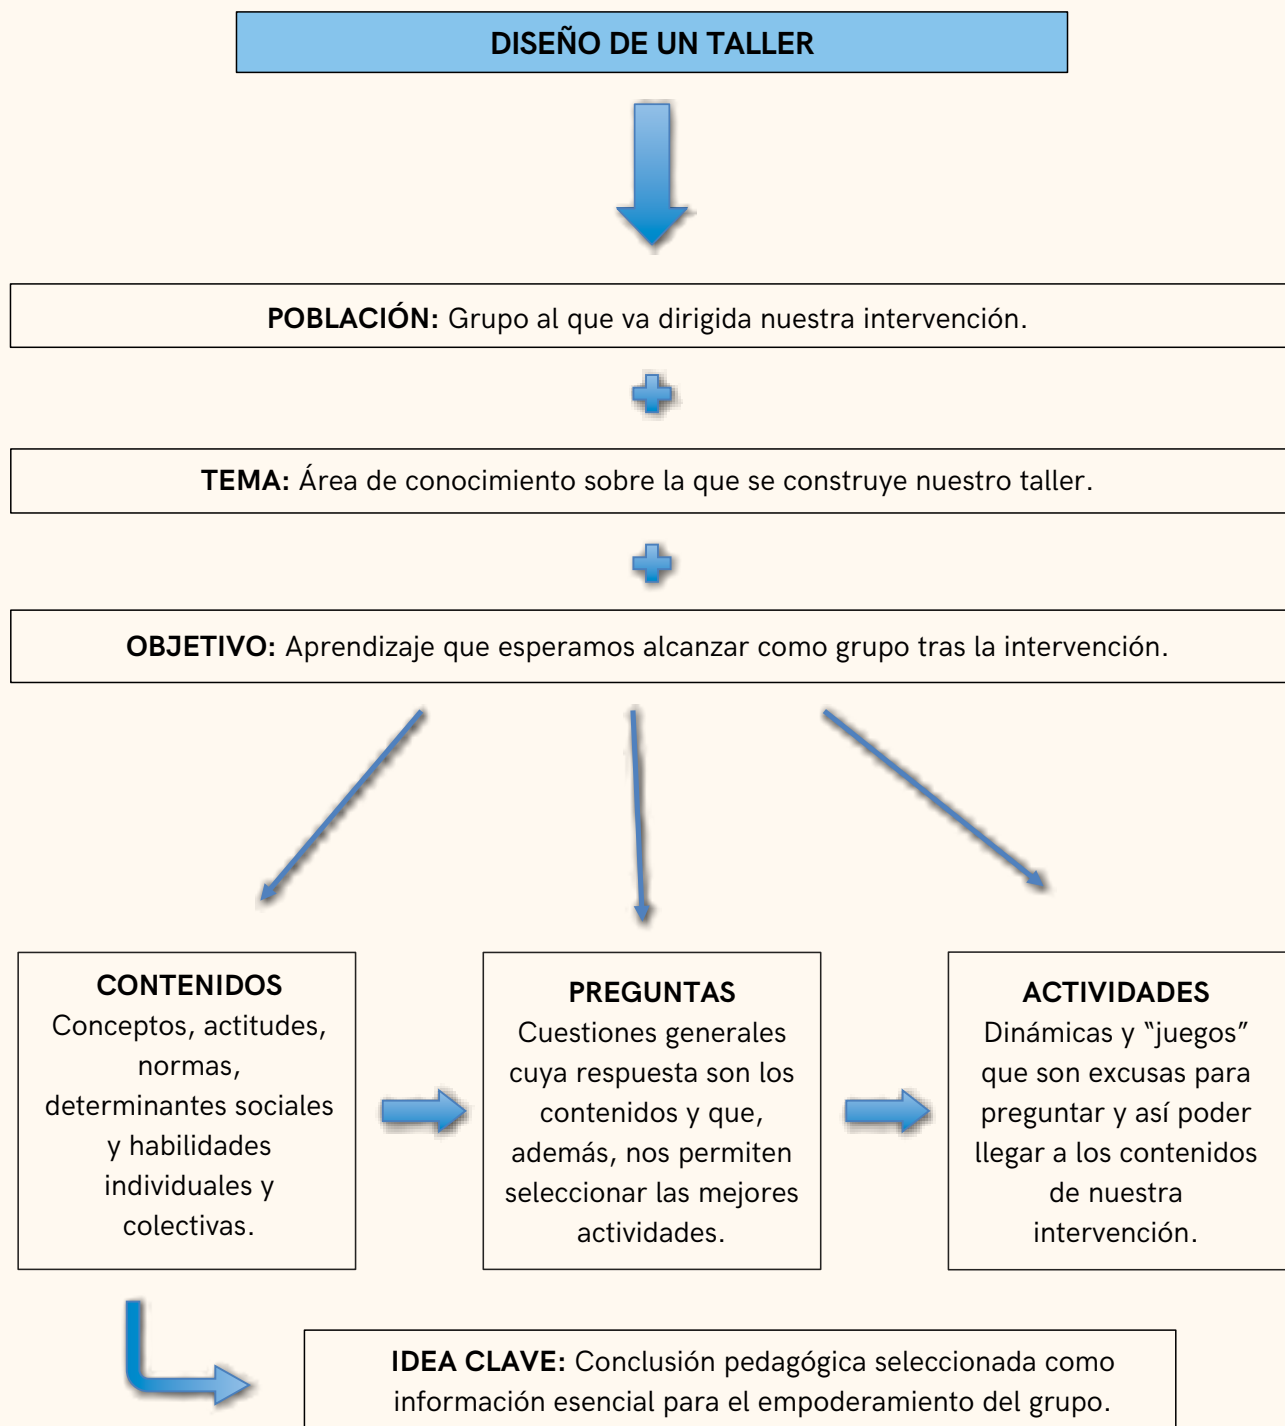 DISEÑO DE UN TALLER
POBLACIÓN: Grupo al que va dirigida nuestra intervención.
TEMA: Área de conocimiento sobre la que se construye nuestro taller.
OBJETIVO: Aprendizaje que esperamos alcanzar como grupo tras la intervención.
CONTENIDOS
Conceptos, actitudes,
normas,
determinantes sociales
y habilidades
individuales y
colectivas.
PREGUNTAS
Cuestiones generales
cuya respuesta son los
contenidos y que,
además, nos permiten
seleccionar las mejores
actividades.
ACTIVIDADES
Dinámicas y “juegos”
que son excusas para
preguntar y así poder
llegar a los contenidos
de nuestra
intervención.
IDEA CLAVE: Conclusión pedagógica seleccionada como
información esencial para el empoderamiento del grupo.